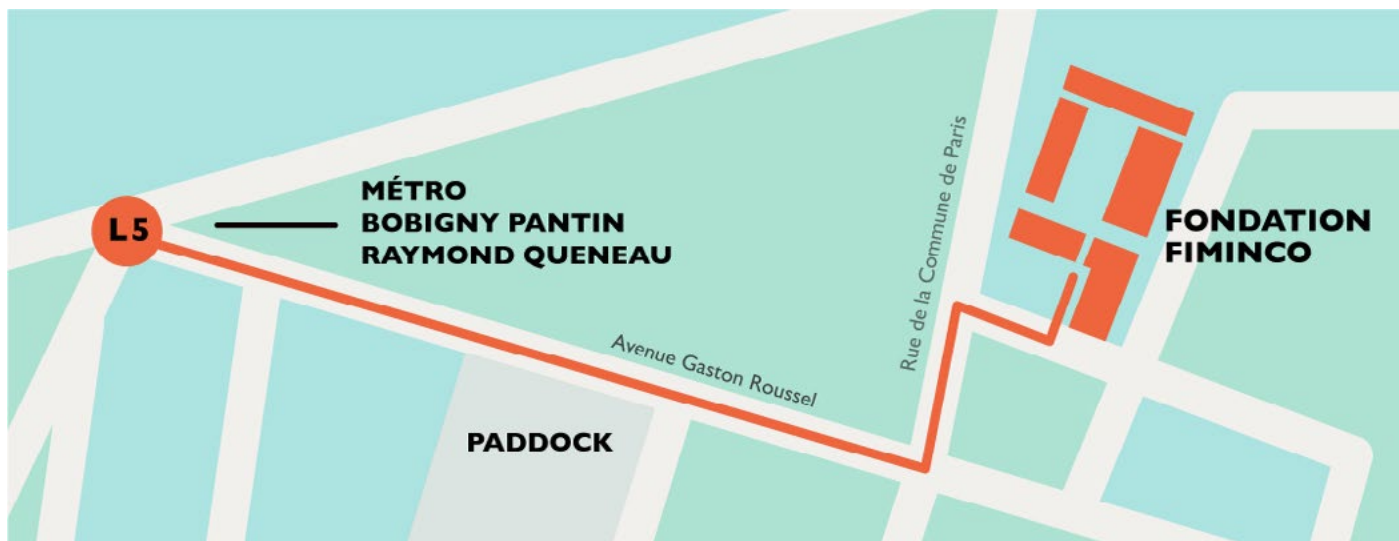 L5
MÉTRO
BOBIGNY PANTIN
RAYMOND QUENEAU
Avenue Gaston Roussel
PADDOCK
Rue de la Commune de Paris
FONDATION
FIMINCO